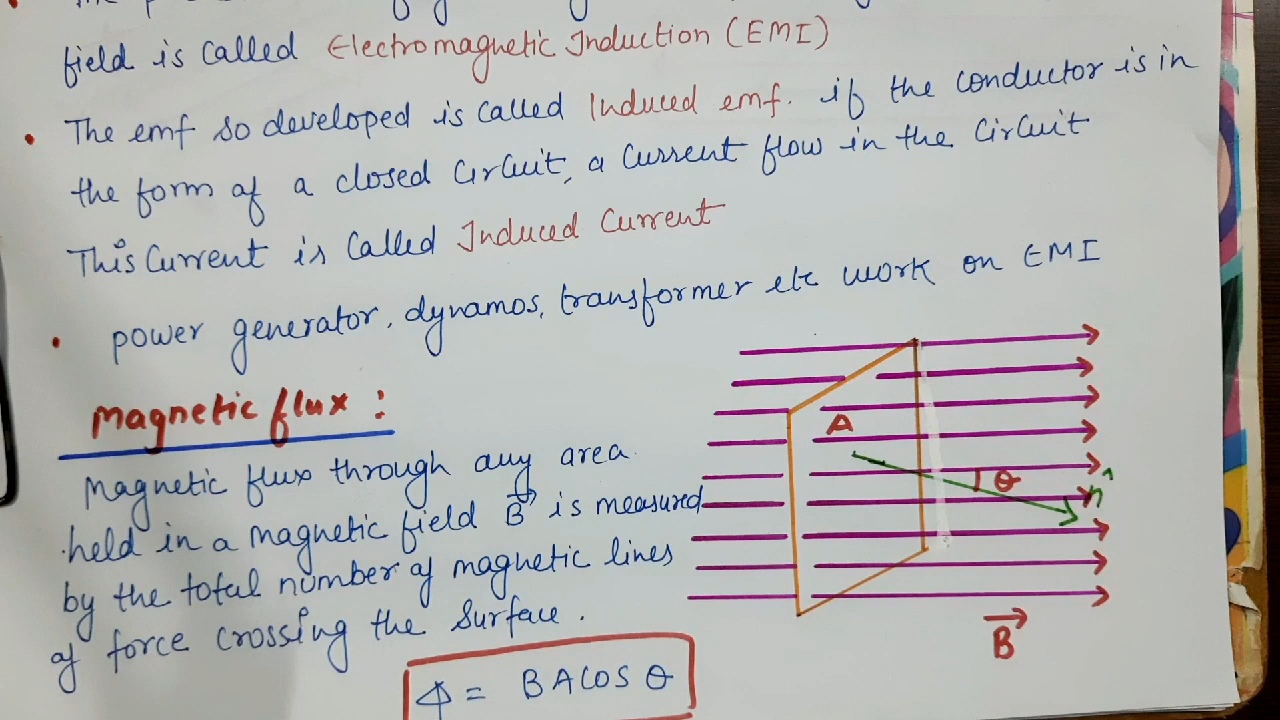 field is called Electromagnetic Induction (EMI)
• The emf so developed is called Induced emf. if the conductor is in
the form of a closed Circuit, a Current flow in the Circuit
This Current is Called Induced Current
• power generator, dynamos, transformer etc work on EMI
magnetic flux :
Magnetic flux through any area
held in a magnetic field B⃗ is measured
by the total number of magnetic lines
of force crossing the Surface.
ϕ = BA cos θ
A
θ
n̂
B⃗